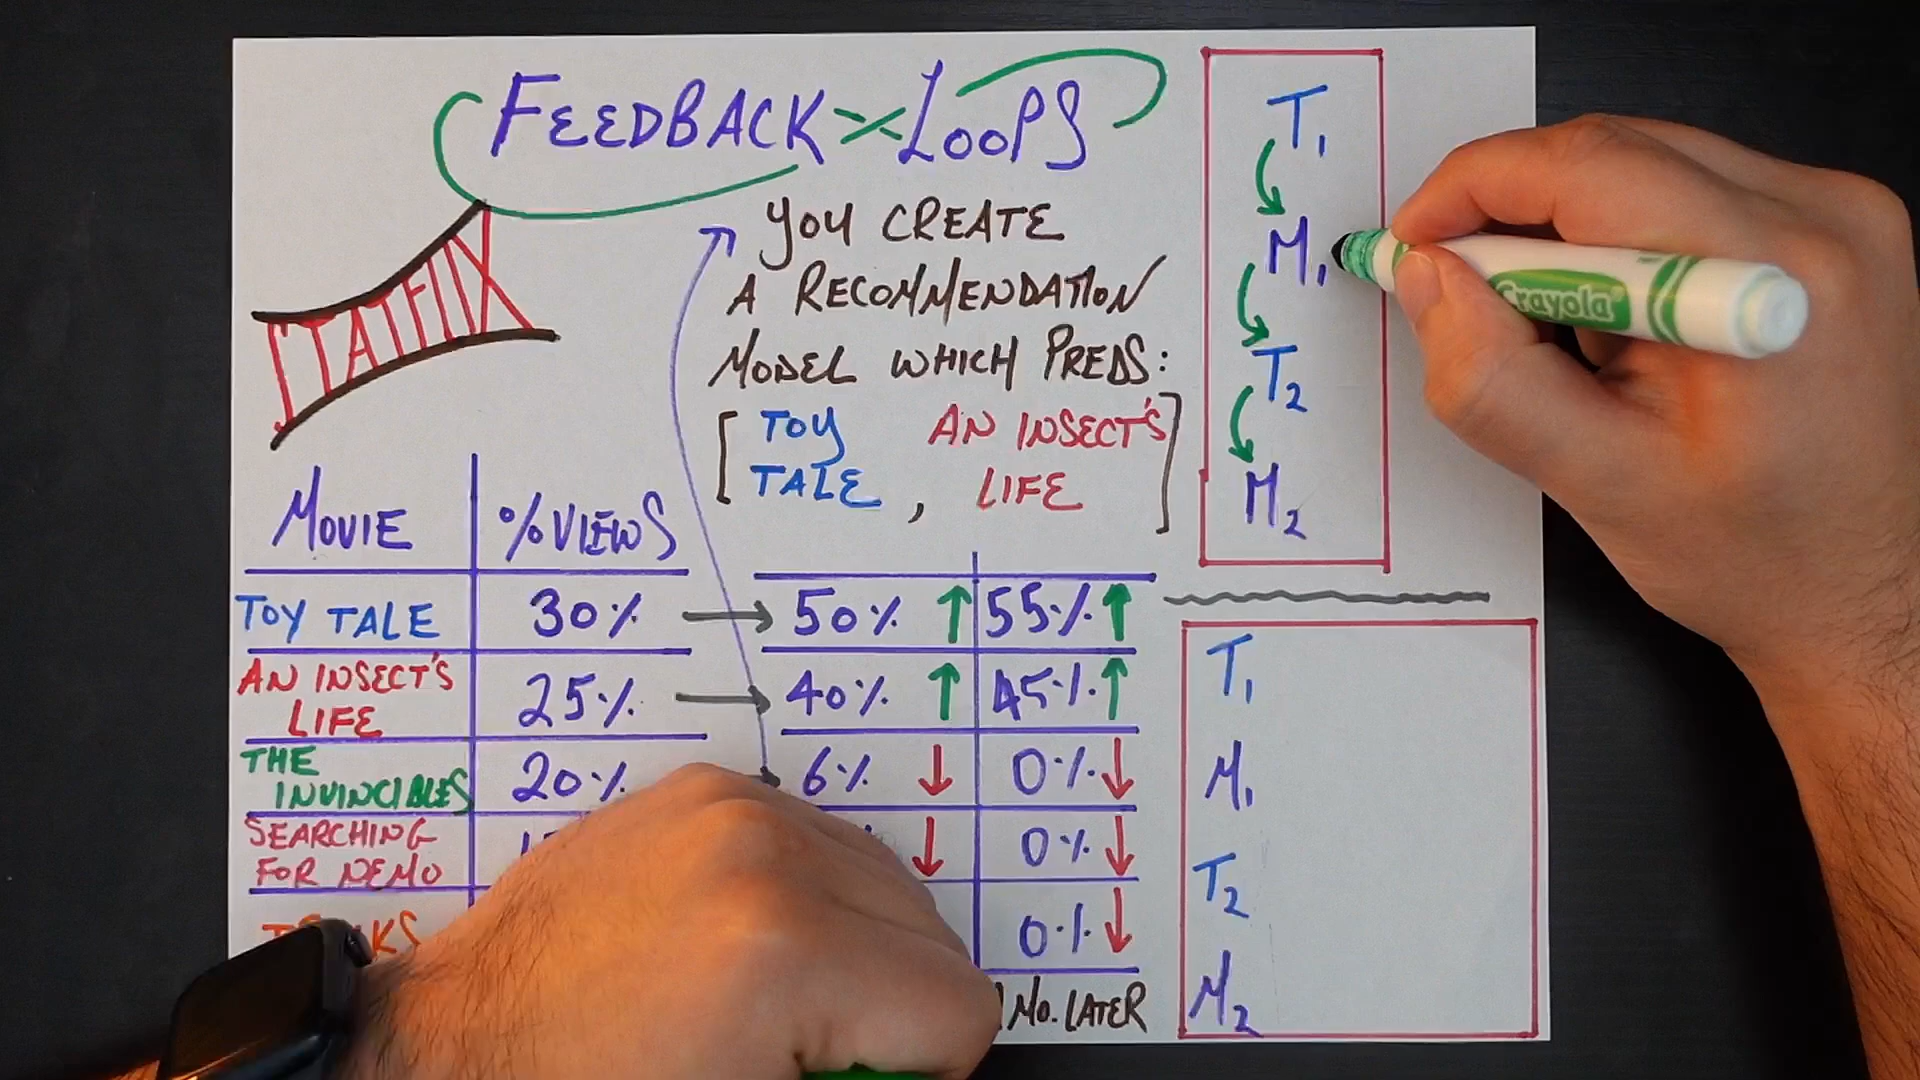 FEEDBACK LOOPS
STATFLIX
YOU CREATE
A RECOMMENDATION
MODEL WHICH PREDS:
[TOY TALE, AN INSECT'S LIFE]
MOVIE %VIEWS
TOY TALE 30% 50% 55%
AN INSECT'S LIFE 25% 40% 45%
THE INVINCIBLES 20% 6% 0%
SEARCHING FOR NEMO 0%
0%
MO. LATER
T1
M1
T2
M2
T1
M1
T2
M2
Crayola